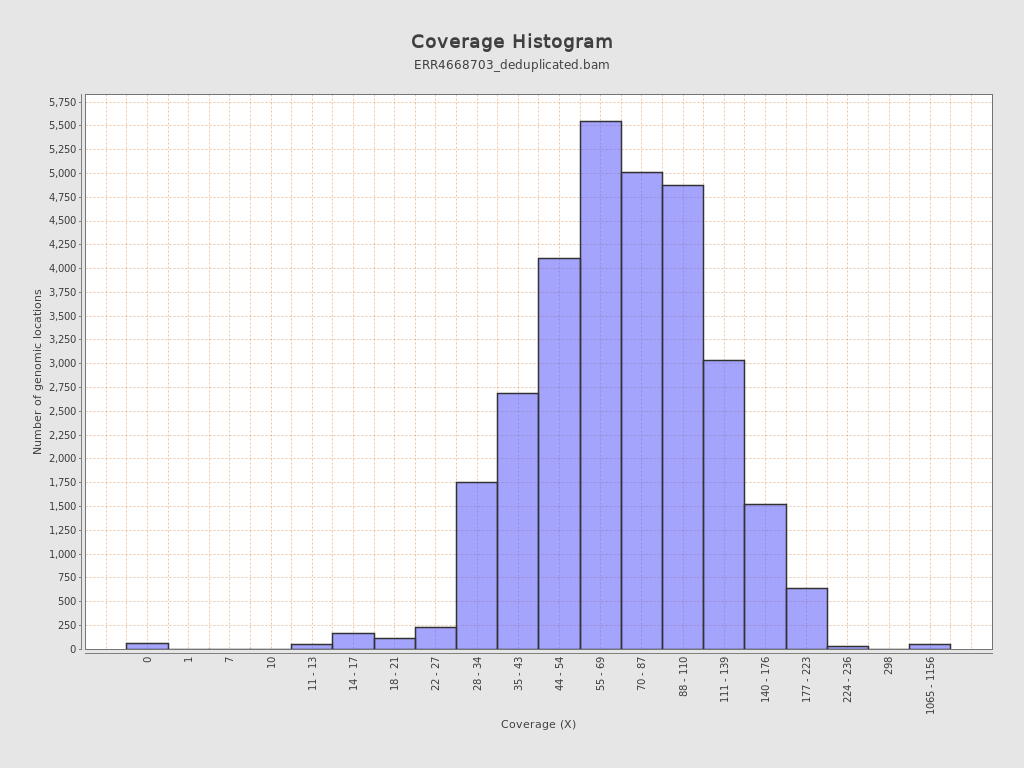 Coverage Histogram
ERR4668703_deduplicated.bam
Number of genomic locations
5,750
5,500
5,250
5,000
4,750
4,500
4,250
4,000
3,750
3,500
3,250
3,000
2,750
2,500
2,250
2,000
1,750
1,500
1,250
1,000
750
500
250
0
0
1
7
10
11 - 13
14 - 17
18 - 21
22 - 27
28 - 34
35 - 43
44 - 54
55 - 69
70 - 87
88 - 110
111 - 139
140 - 176
177 - 223
224 - 236
298
1065 - 1156
Coverage (X)